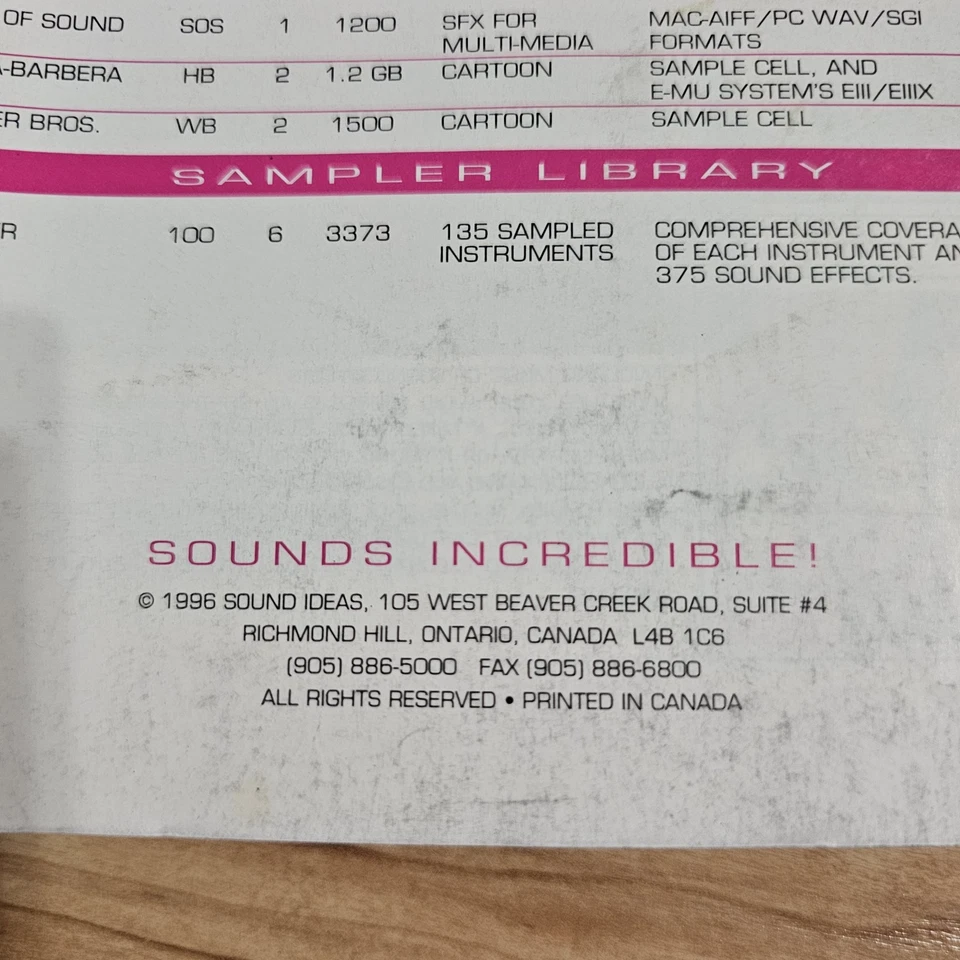 OF SOUND SOS 1 1200 SFX FOR MAC-AIFF/PC WAV/SGI
MULTI-MEDIA FORMATS
A-BARBERA HB 2 1.2 GB CARTOON SAMPLE CELL, AND
E-MU SYSTEM'S EIII/EIIIX
ER BROS. WB 2 1500 CARTOON SAMPLE CELL
SAMPLER LIBRARY
R 100 6 3373 135 SAMPLED COMPREHENSIVE COVERA
INSTRUMENTS OF EACH INSTRUMENT AN
375 SOUND EFFECTS.
SOUNDS INCREDIBLE!
© 1996 SOUND IDEAS, 105 WEST BEAVER CREEK ROAD, SUITE #4
RICHMOND HILL, ONTARIO, CANADA L4B 1C6
(905) 886-5000 FAX (905) 886-6800
ALL RIGHTS RESERVED • PRINTED IN CANADA